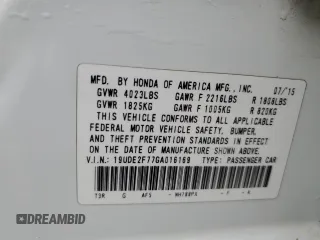 MFD. BY HONDA OF AMERICA MFG., INC. 07/15
GVWR 4023LBS GAWR F 2216LBS R 1808LBS
GVWR 1825KG GAWR F 1005KG R 820KG
THIS VEHICLE CONFORMS TO ALL APPLICABLE
FEDERAL MOTOR VEHICLE SAFETY, BUMPER,
AND THEFT PREVENTION STANDARDS IN EFFECT
ON THE DATE OF MANUFACTURE SHOWN ABOVE.
V.I.N.: 19UDE2F77GA016169 TYPE: PASSENGER CAR
G AFS
DREAMBID